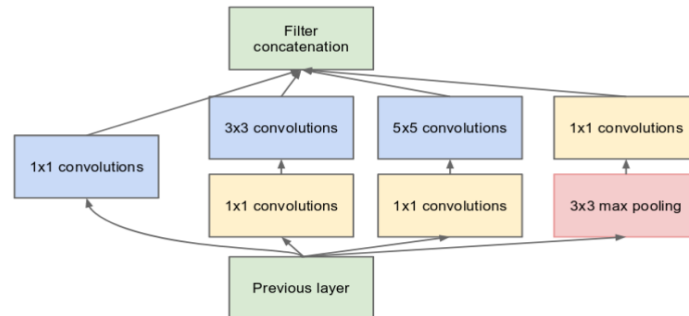 Filter
concatenation
3x3 convolutions
5x5 convolutions
1x1 convolutions
1x1 convolutions
1x1 convolutions
1x1 convolutions
3x3 max pooling
Previous layer